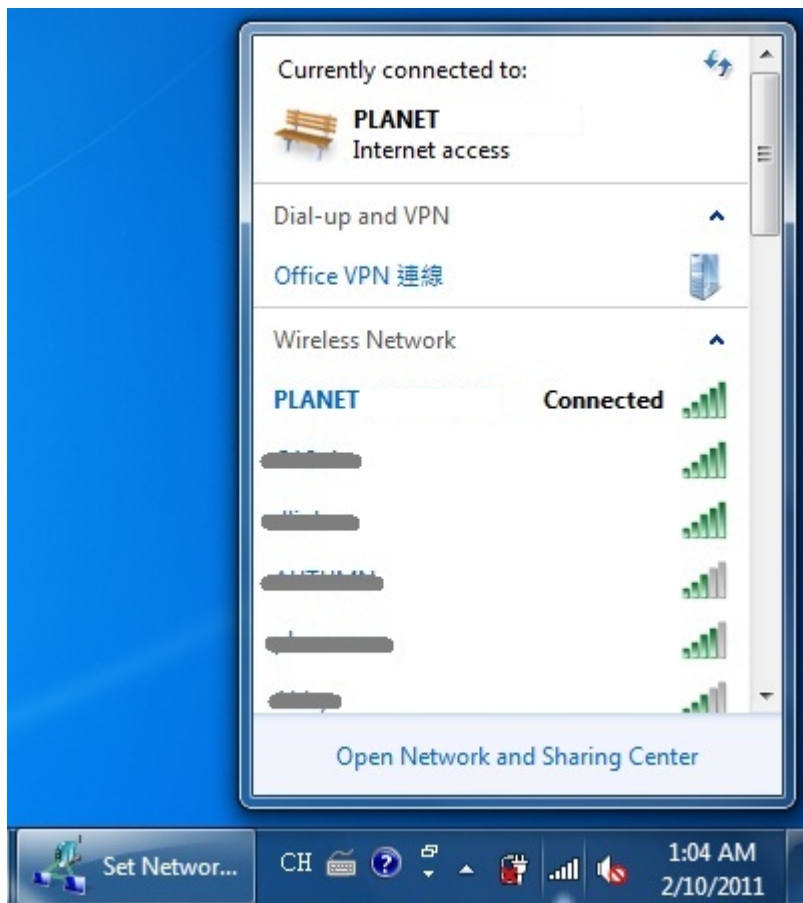 Currently connected to:
PLANET
Internet access
Dial-up and VPN
Office VPN 連線
Wireless Network
PLANET Connected
Open Network and Sharing Center
Set Networ...
CH
1:04 AM
2/10/2011